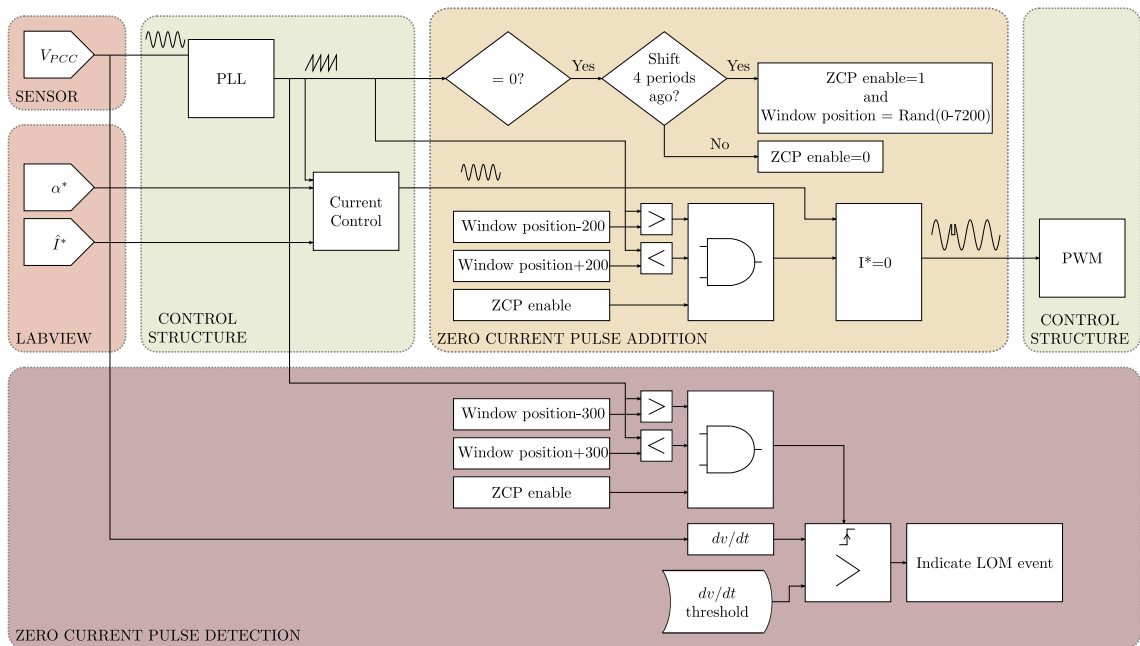 V_PCC
SENSOR
PLL
= 0?
Yes
Shift
4 periods
ago?
Yes
ZCP enable=1
and
Window position = Rand(0-7200)
No
ZCP enable=0
α*
Î*
LABVIEW
Current
Control
CONTROL
STRUCTURE
Window position-200
>
Window position+200
<
ZCP enable
I*=0
ZERO CURRENT PULSE ADDITION
PWM
CONTROL
STRUCTURE
Window position-300
>
Window position+300
<
ZCP enable
dv/dt
dv/dt
threshold
>
Indicate LOM event
ZERO CURRENT PULSE DETECTION